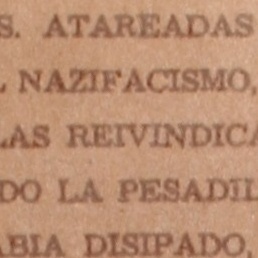 S. ATAREADAS
L NAZIFACISMO,
LAS REIVINDICA
DO LA PESADIL
ABIA DISIPADO,